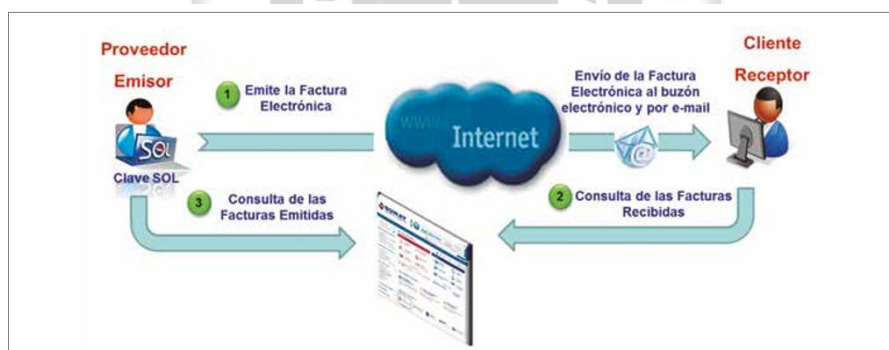 Proveedor
Emisor
1 Emite la Factura
Electrónica
SOL
Clave SOL
www.
Internet
Envío de la Factura
Electrónica al buzón
electrónico y por e-mail
@
Cliente
Receptor
3 Consulta de las
Facturas Emitidas
2 Consulta de las Facturas
Recibidas